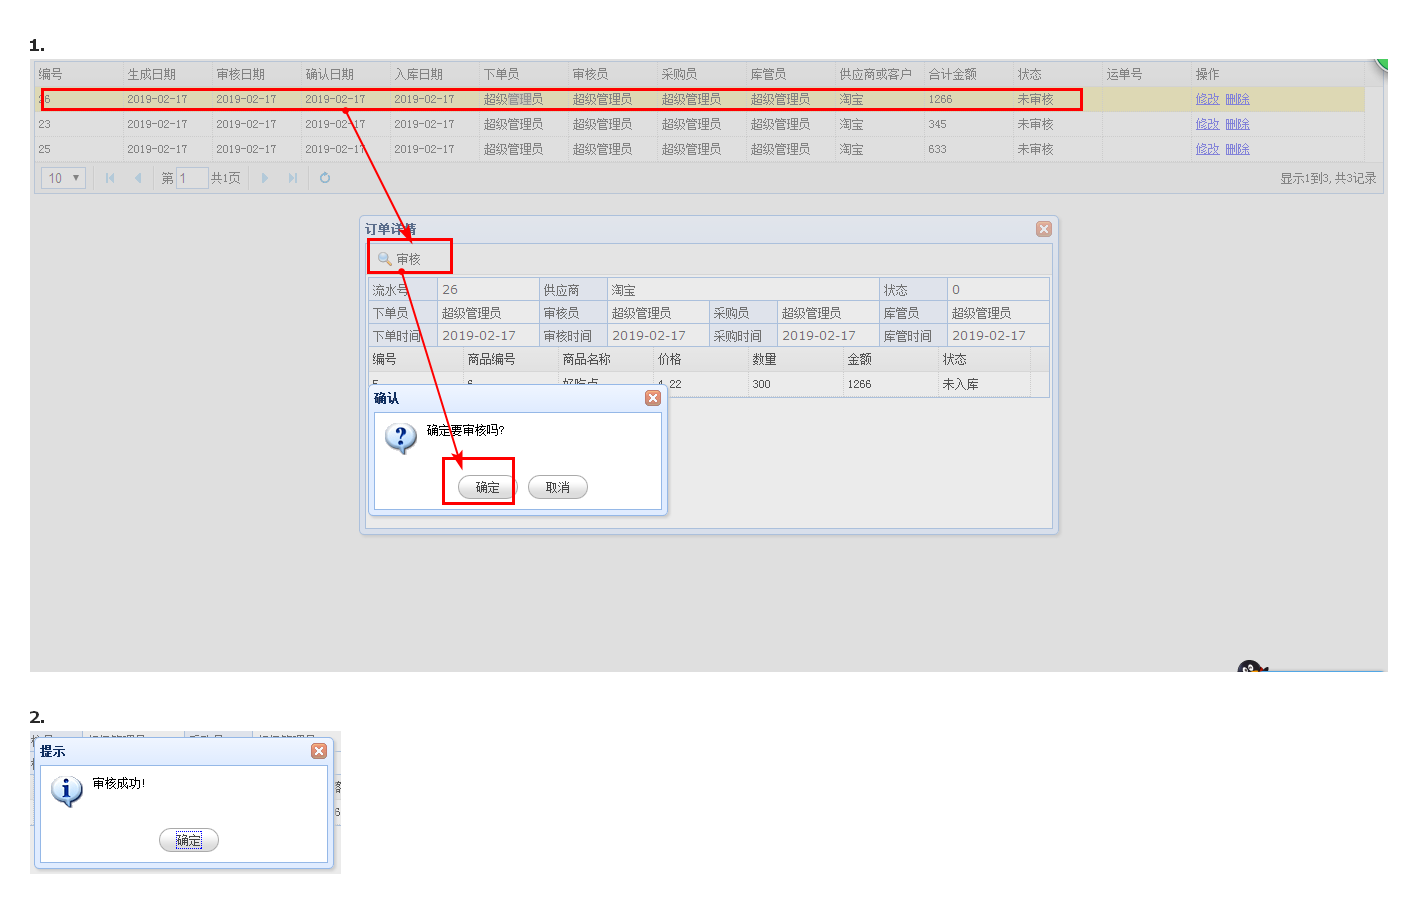 1.
编号 生成日期 审核日期 确认日期 入库日期 下单员 审核员 采购员 库管员 供应商或客户 合计金额 状态 运单号 操作
26 2019-02-17 2019-02-17 2019-02-17 2019-02-17 超级管理员 超级管理员 超级管理员 超级管理员 淘宝 1266 未审核 修改 删除
23 2019-02-17 2019-02-17 2019-02-17 2019-02-17 超级管理员 超级管理员 超级管理员 超级管理员 淘宝 345 未审核 修改 删除
25 2019-02-17 2019-02-17 2019-02-17 2019-02-17 超级管理员 超级管理员 超级管理员 超级管理员 淘宝 633 未审核 修改 删除
10 第 1 共1页 显示1到3, 共3记录
订单详情
审核
流水号 26 供应商 淘宝 状态 0
下单员 超级管理员 审核员 超级管理员 采购员 超级管理员 库管员 超级管理员
下单时间 2019-02-17 审核时间 2019-02-17 采购时间 2019-02-17 库管时间 2019-02-17
编号 商品编号 商品名称 价格 数量 金额 状态
5 6 好吃点 4.22 300 1266 未入库
确认
确定要审核吗?
确定 取消
2.
提示
审核成功!
确定